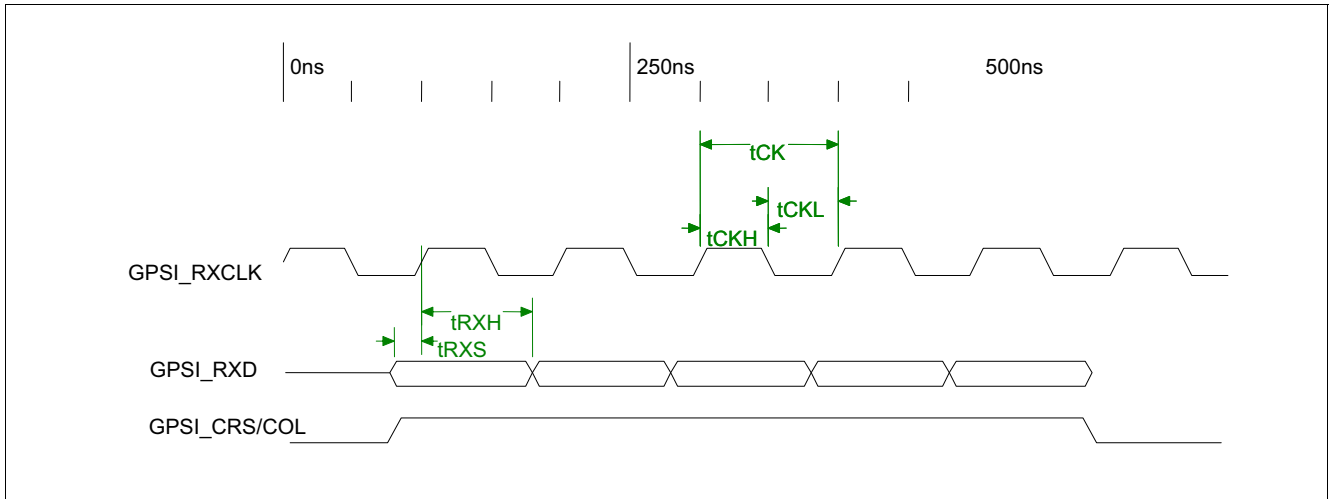 0ns 250ns 500ns
tCK
tCKL
tCKH
GPSI_RXCLK
tRXH
tRXS
GPSI_RXD
GPSI_CRS/COL